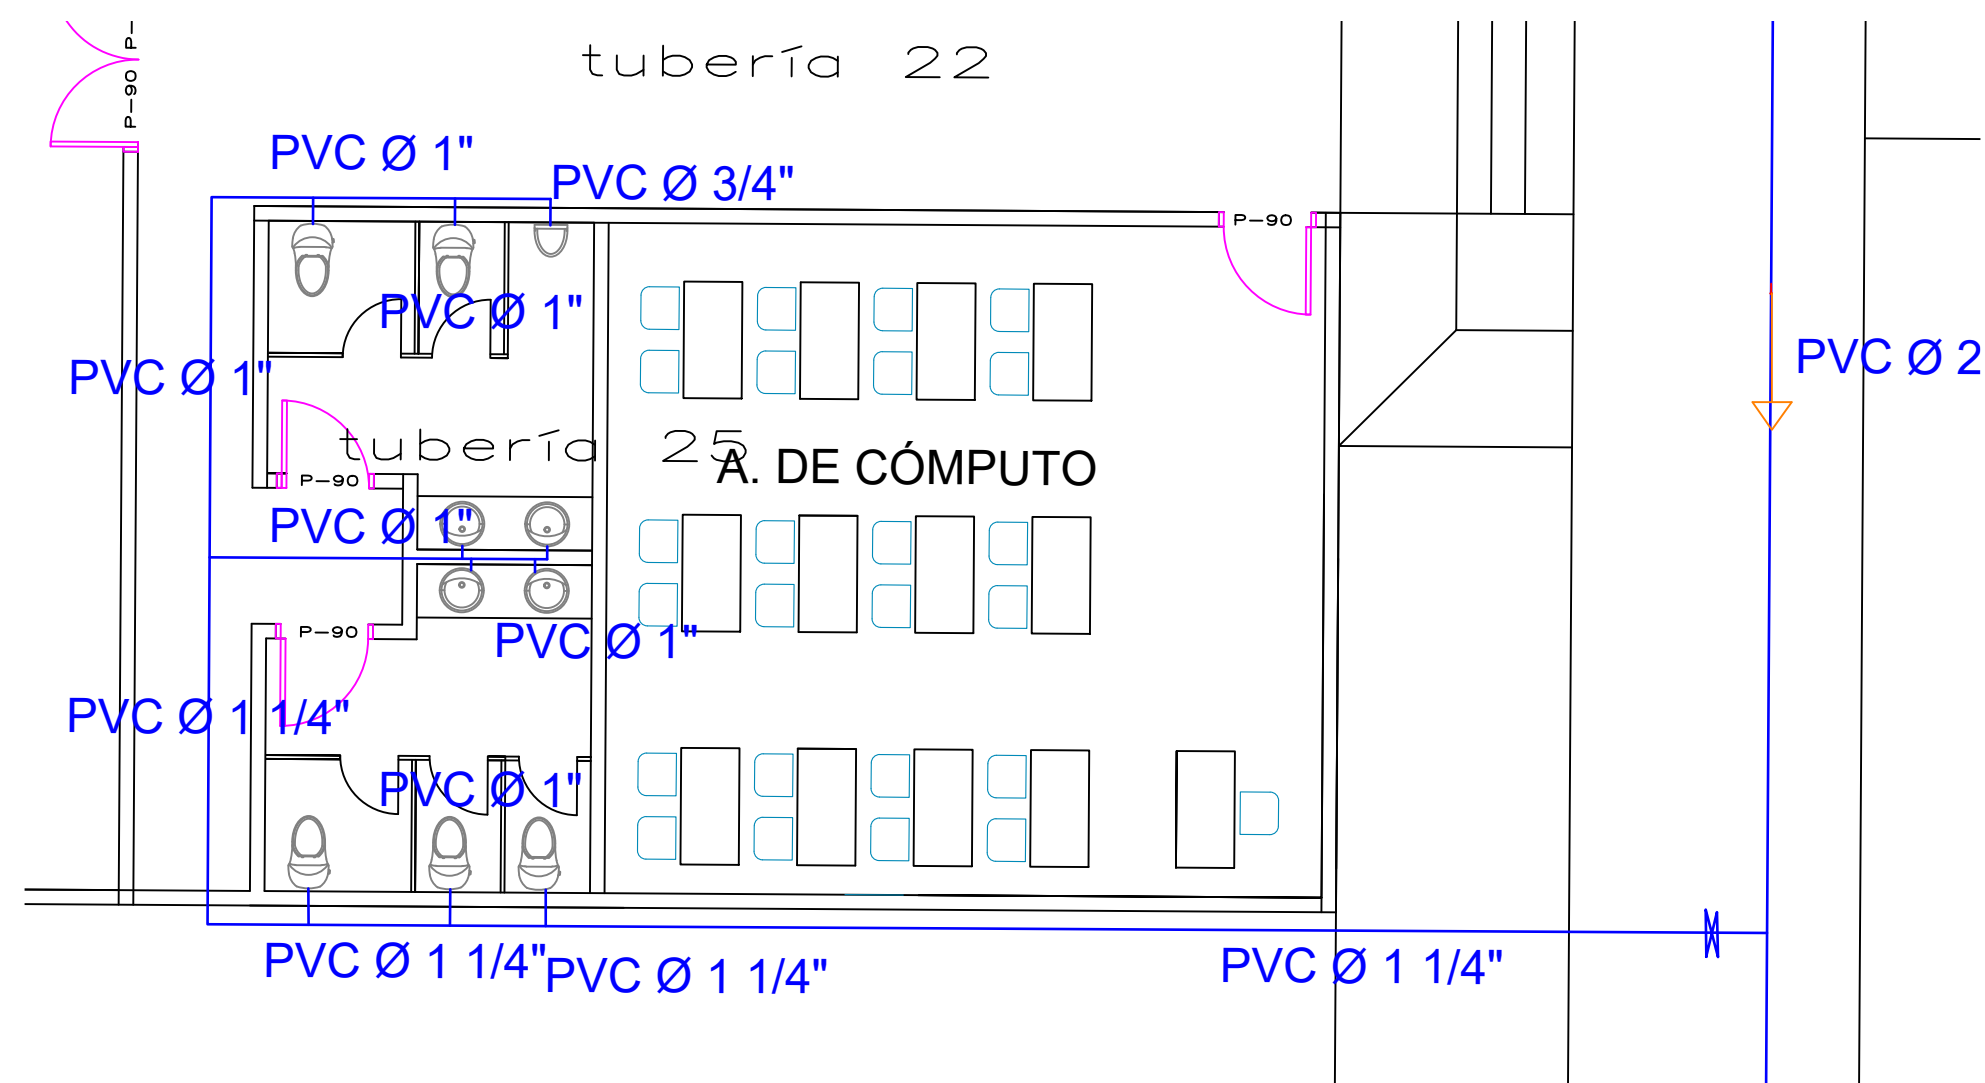 P-
P-90
tubería 22
PVC Ø 1"
PVC Ø 3/4"
P-90
PVC Ø 1"
PVC Ø 1"
PVC Ø 2
tubería 25
A. DE CÓMPUTO
P-90
PVC Ø 1"
P-90
PVC Ø 1"
PVC Ø 1 1/4"
PVC Ø 1"
PVC Ø 1 1/4"
PVC Ø 1 1/4"
PVC Ø 1 1/4"